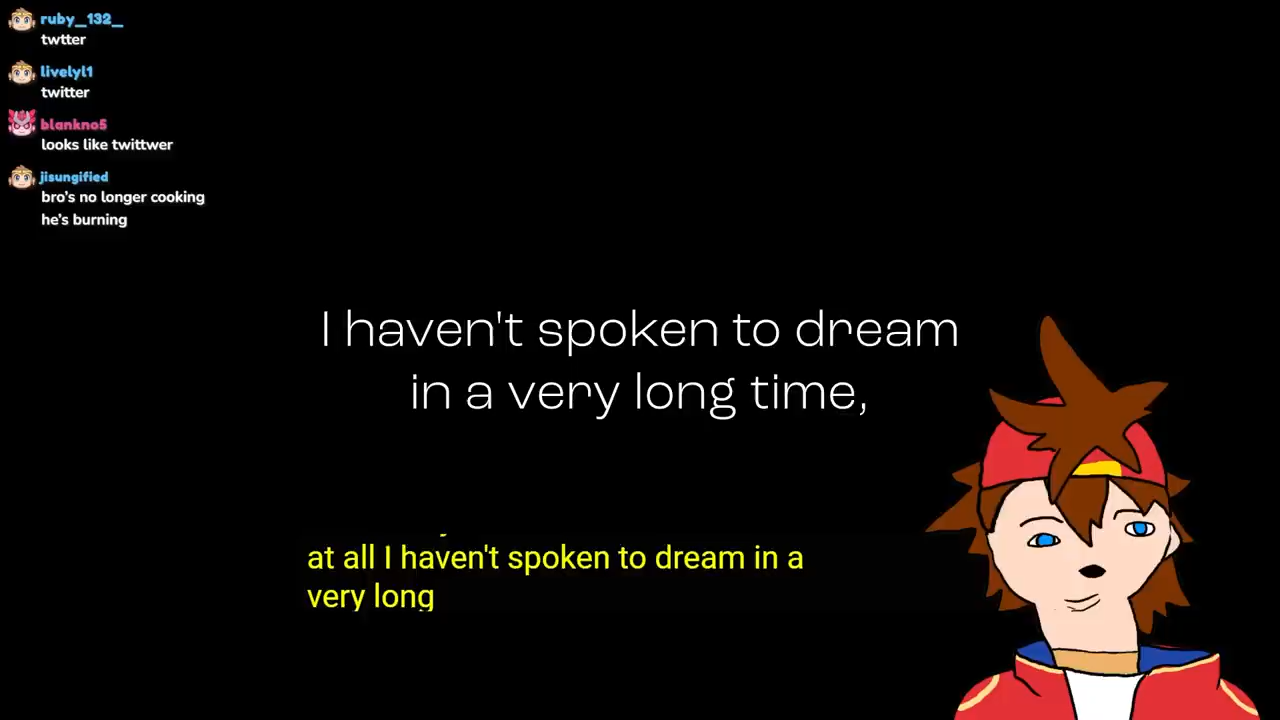 ruby_132_
twtter
livelyl1
twitter
blankno5
looks like twittwer
jisungified
bro's no longer cooking
he's burning
I haven't spoken to dream
in a very long time,
at all I haven't spoken to dream in a
very long